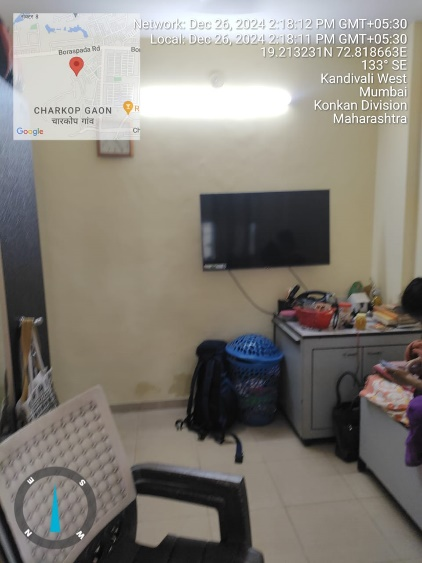 Network: Dec 26, 2024 2:18:12 PM GMT+05:30
Local: Dec 26, 2024 2:18:11 PM GMT+05:30
19.213231N 72.818663E
133° SE
Kandivali West
Mumbai
Konkan Division
Maharashtra
Boraspada Rd
CHARKOP GAON
चारकोप गांव
Google
S
E
N
W